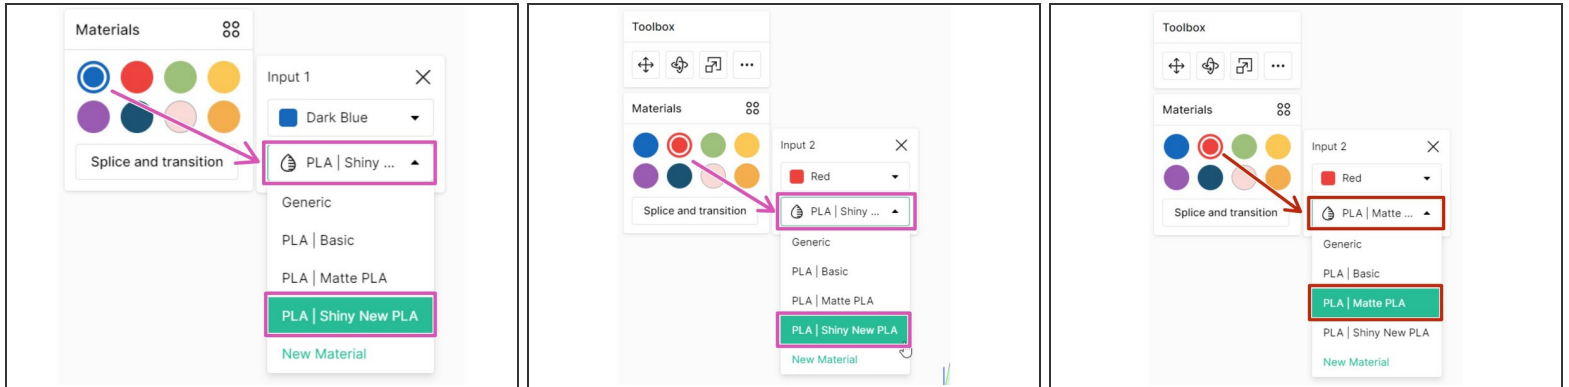 Materials
Input 1
Dark Blue
Splice and transition
PLA | Shiny ...
Generic
PLA | Basic
PLA | Matte PLA
PLA | Shiny New PLA
New Material
Toolbox
Materials
Input 2
Red
Splice and transition
PLA | Shiny ...
Generic
PLA | Basic
PLA | Matte PLA
PLA | Shiny New PLA
New Material
Toolbox
Materials
Input 2
Red
Splice and transition
PLA | Matte ...
Generic
PLA | Basic
PLA | Matte PLA
PLA | Shiny New PLA
New Material